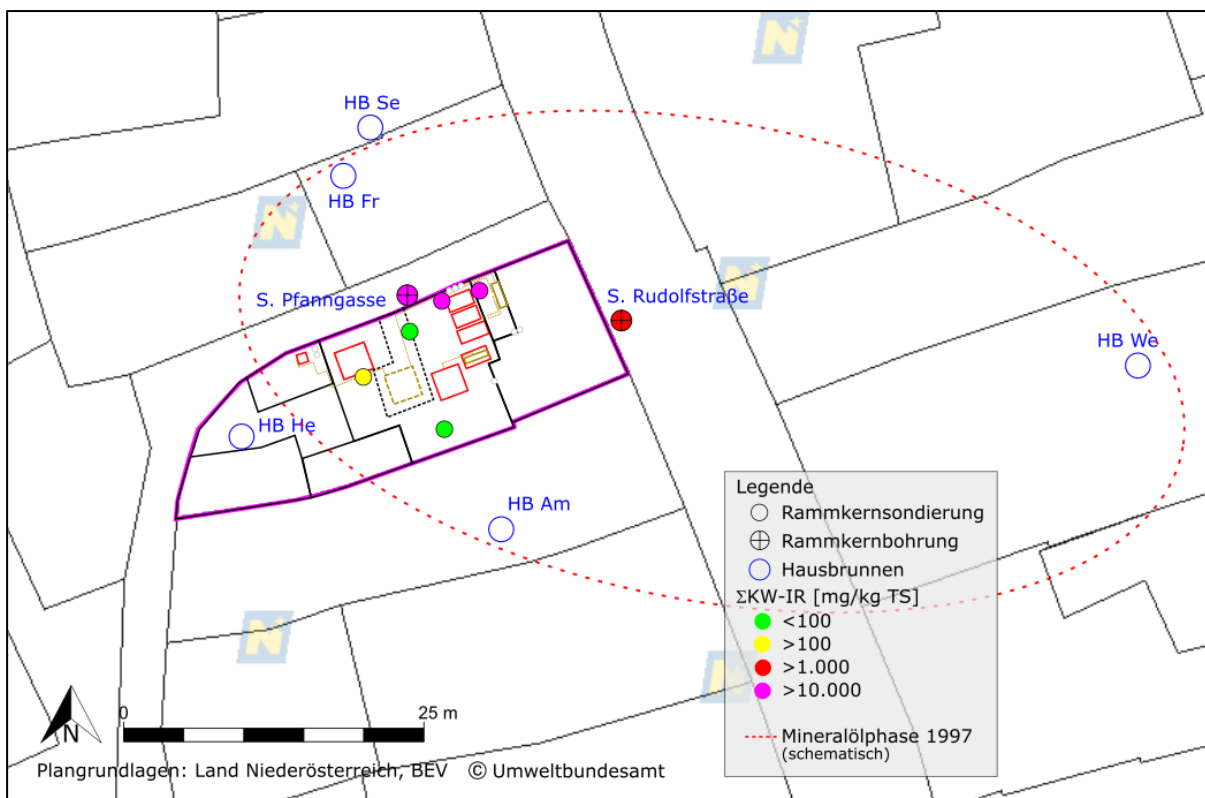 HB Se
HB Fr
S. Pfanngasse
S. Rudolfstraße
HB We
HB He
HB Am
Legende
Rammkernsondierung
Rammkernbohrung
Hausbrunnen
ΣKW-IR [mg/kg TS]
<100
>100
>1.000
>10.000
Mineralölphase 1997
(schematisch)
N
0
25 m
Plangrundlagen: Land Niederösterreich, BEV © Umweltbundesamt
N
N
N
N
N